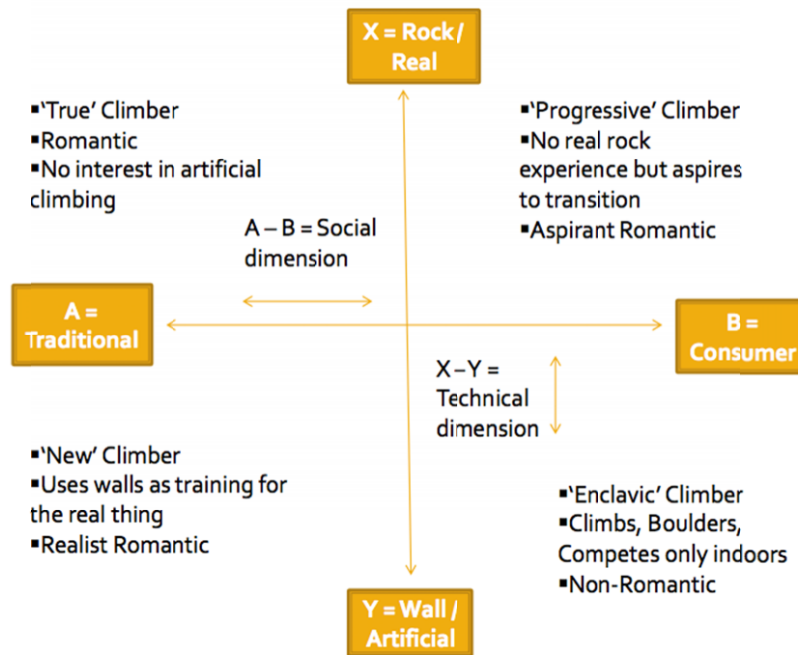 X = Rock /
Real
▪‘True’ Climber
▪Romantic
▪No interest in artificial
climbing
▪‘Progressive’ Climber
▪No real rock
experience but aspires
to transition
▪Aspirant Romantic
A – B = Social
dimension
A =
Traditional
B =
Consumer
X – Y =
Technical
dimension
▪‘New’ Climber
▪Uses walls as training for
the real thing
▪Realist Romantic
▪‘Enclavic’ Climber
▪Climbs, Boulders,
Competes only indoors
▪Non-Romantic
Y = Wall /
Artificial